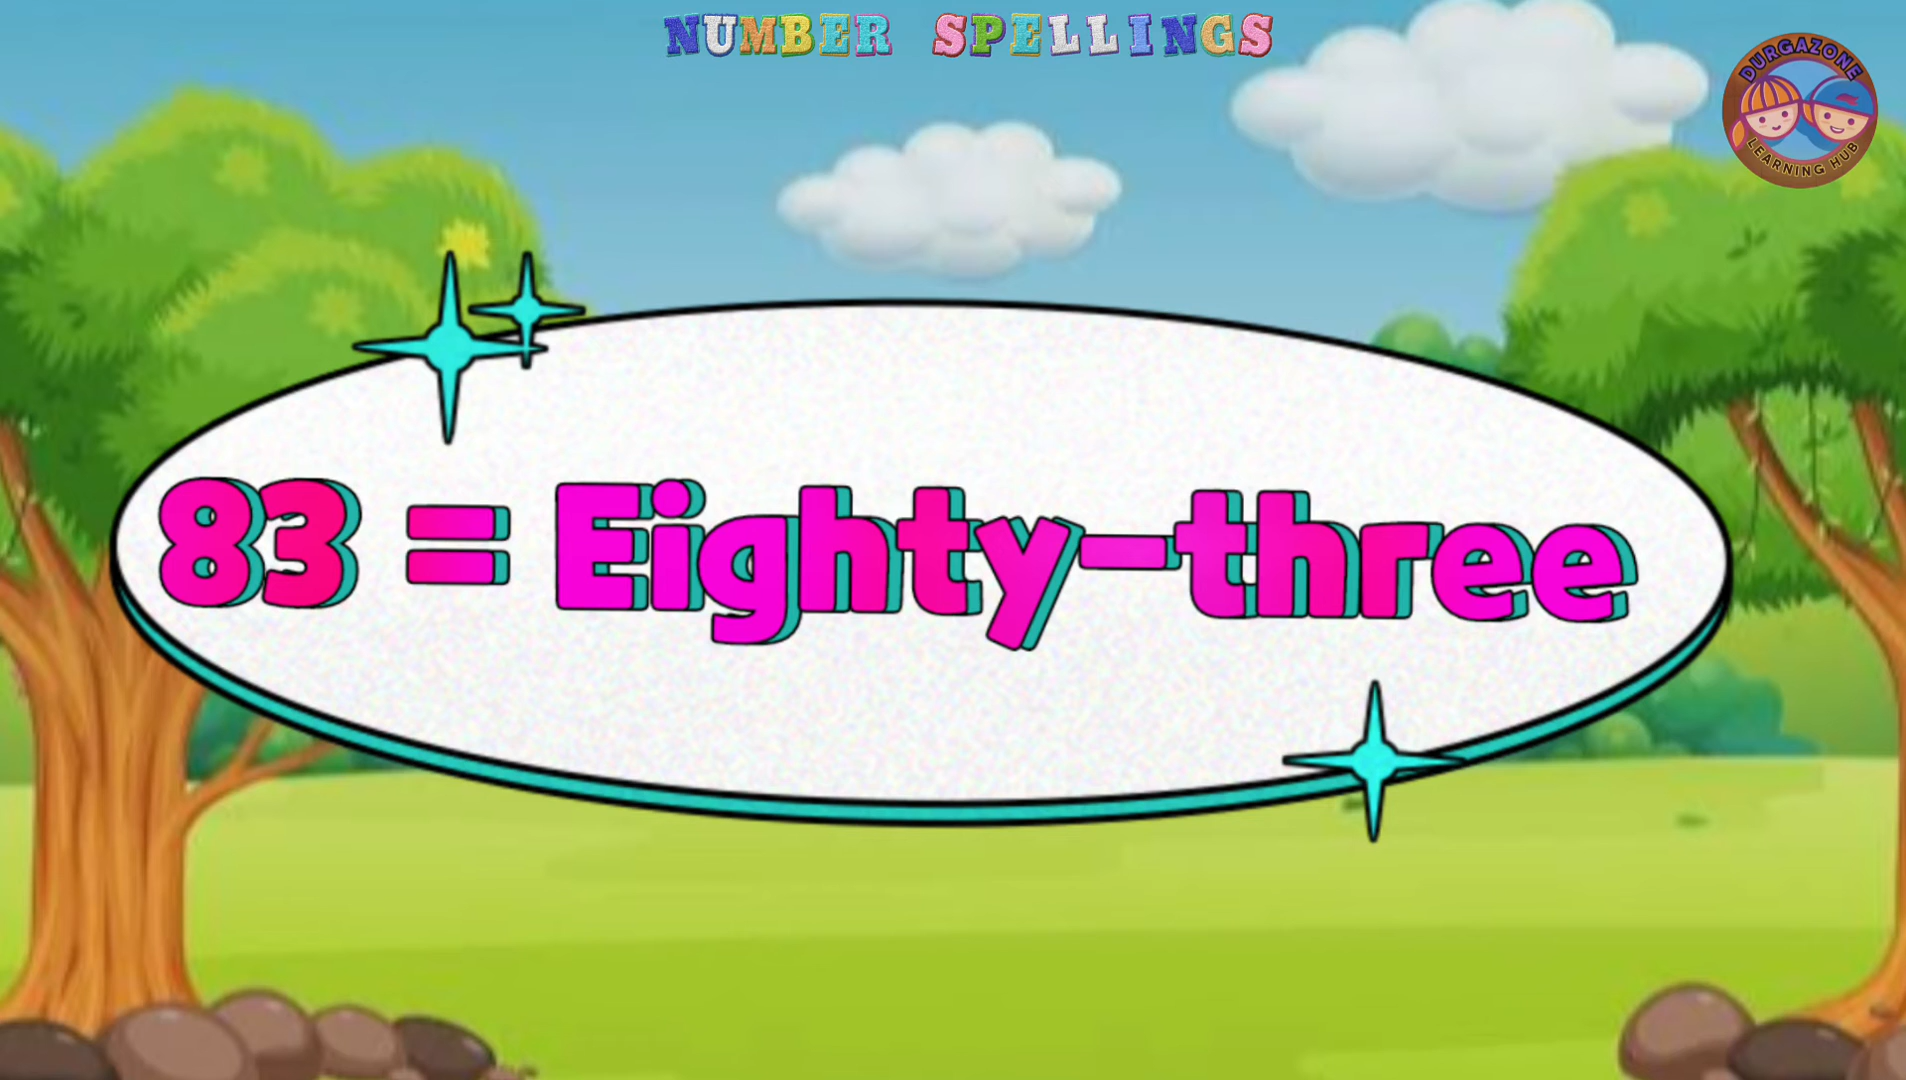 NUMBER SPELLINGS
DURGAZONE
LEARNING HUB
83 = Eighty-three